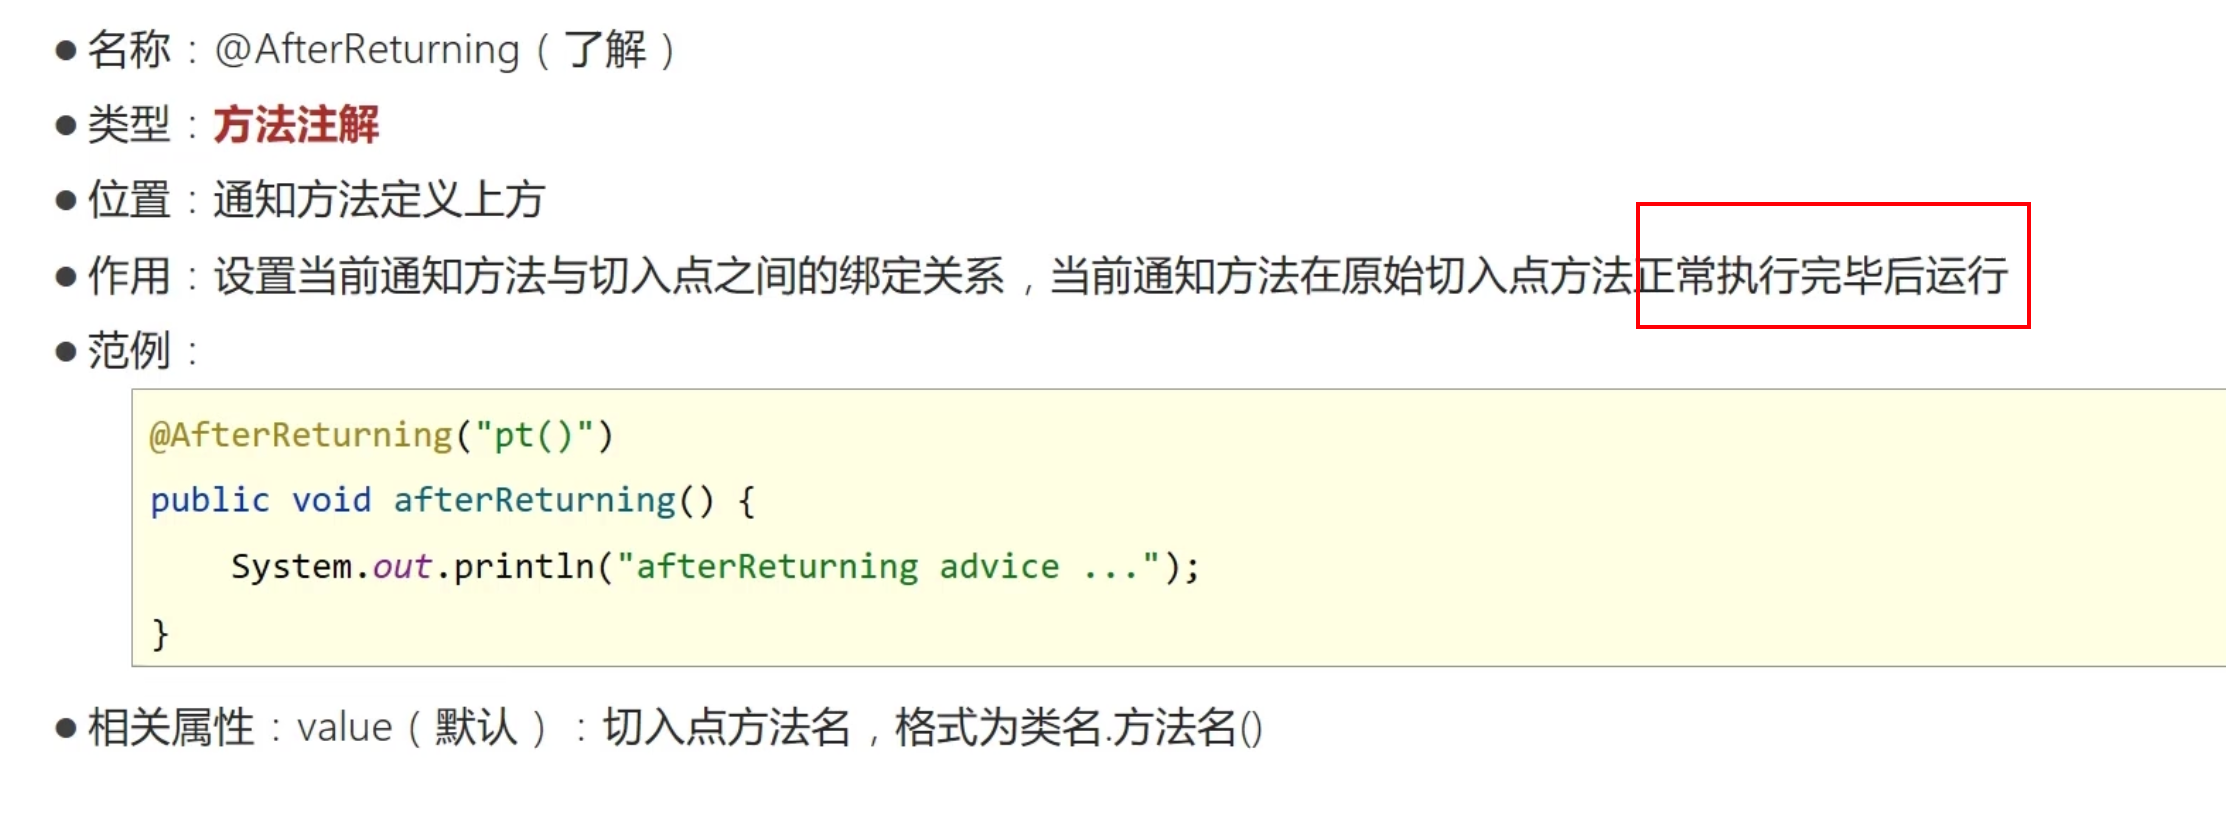 ● 名称：@AfterReturning（了解）
● 类型：方法注解
● 位置：通知方法定义上方
● 作用：设置当前通知方法与切入点之间的绑定关系，当前通知方法在原始切入点方法正常执行完毕后运行
● 范例：
@AfterReturning("pt()")
public void afterReturning() {
    System.out.println("afterReturning advice ...");
}
● 相关属性：value（默认）：切入点方法名，格式为类名.方法名()